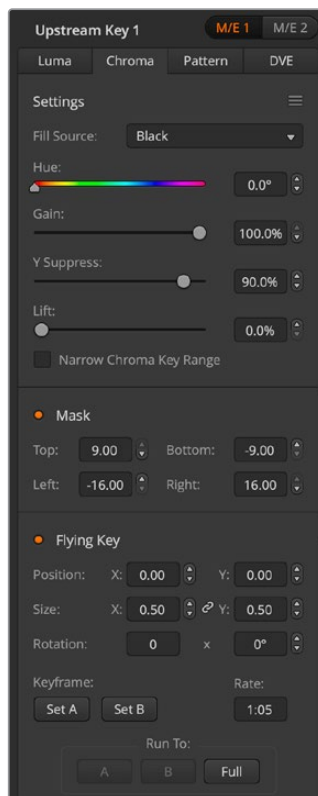 Upstream Key 1 M/E 1 M/E 2
Luma Chroma Pattern DVE
Settings
Fill Source: Black
Hue:
0.0°
Gain:
100.0%
Y Suppress:
90.0%
Lift:
0.0%
Narrow Chroma Key Range
Mask
Top: 9.00 Bottom: -9.00
Left: -16.00 Right: 16.00
Flying Key
Position: X: 0.00 Y: 0.00
Size: X: 0.50 Y: 0.50
Rotation: 0 x 0°
Keyframe: Rate:
Set A Set B 1:05
Run To:
A B Full